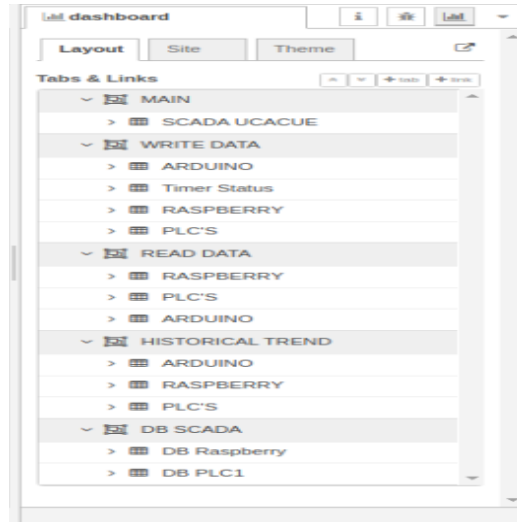 dashboard i
Layout Site Theme
Tabs & Links + tab + link
MAIN
SCADA UCACUE
WRITE DATA
ARDUINO
Timer Status
RASPBERRY
PLC'S
READ DATA
RASPBERRY
PLC'S
ARDUINO
HISTORICAL TREND
ARDUINO
RASPBERRY
PLC'S
DB SCADA
DB Raspberry
DB PLC1